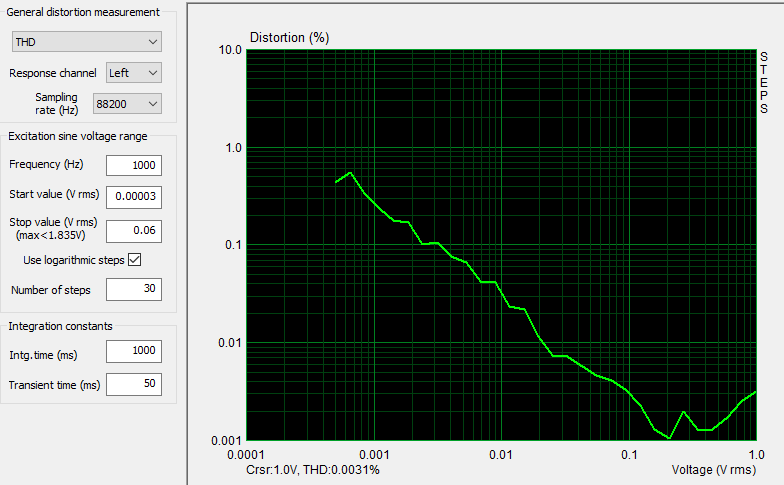 General distortion measurement
THD
Response channel Left
Sampling
rate (Hz) 88200
Excitation sine voltage range
Frequency (Hz) 1000
Start value (V rms) 0.00003
Stop value (V rms)
(max<1.835V) 0.06
Use logarithmic steps
Number of steps 30
Integration constants
Intg.time (ms) 1000
Transient time (ms) 50
Distortion (%)
10.0
1.0
0.1
0.01
0.001
0.0001 0.001 0.01 0.1 1.0
Crsr:1.0V, THD:0.0031% Voltage (V rms)
STEPS